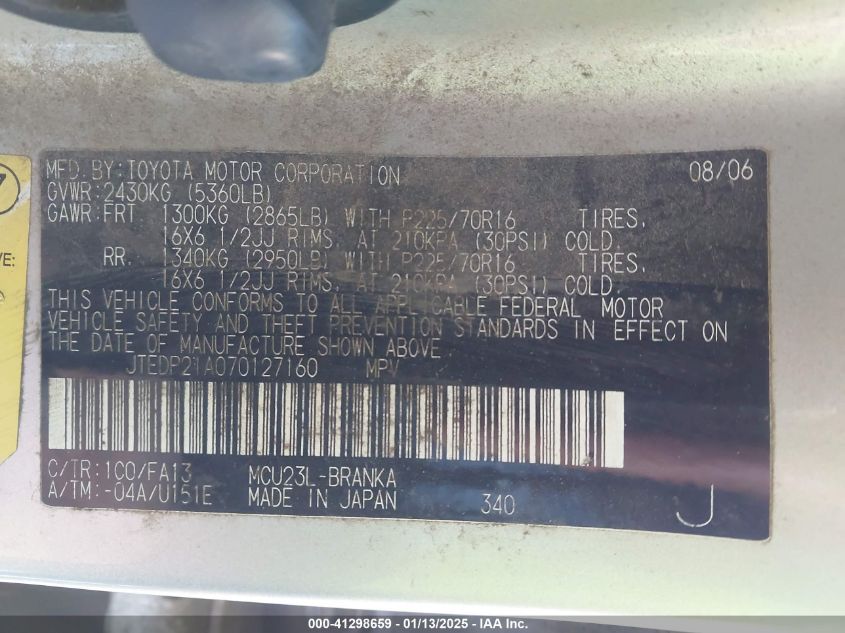 MFD.BY:TOYOTA MOTOR CORPORATION 08/06
GVWR:2430KG (5360LB)
GAWR:FRT 1300KG (2865LB) WITH P225/70R16 TIRES,
16X6 1/2JJ RIMS, AT 210KPA (30PSI) COLD.
RR. 1340KG (2950LB) WITH P225/70R16 TIRES,
16X6 1/2JJ RIMS, AT 210KPA (30PSI) COLD.
THIS VEHICLE CONFORMS TO ALL APPLICABLE FEDERAL MOTOR
VEHICLE SAFETY AND THEFT PREVENTION STANDARDS IN EFFECT ON
THE DATE OF MANUFACTURE SHOWN ABOVE.
JTEDP21A070127160 MPV
C/TR:1C0/FA13 MCU23L-BRANKA
A/TM:-04A/U151E MADE IN JAPAN 340 J
000-41298659 - 01/13/2025 - IAA Inc.